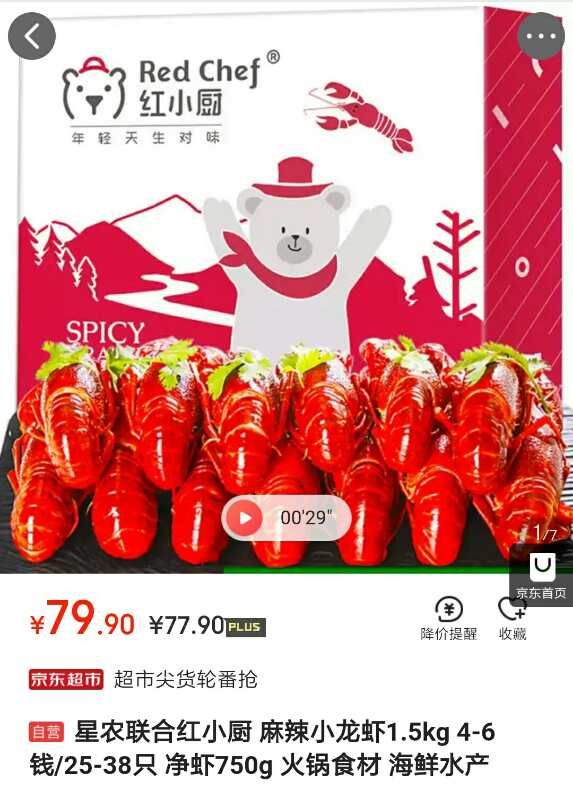 Red Chef®
红小厨
年轻天生对味
SPICY
00'29"
1/7
京东首页
¥79.90 ¥77.90 PLUS
降价提醒 收藏
京东超市 超市尖货轮番抢
自营 星农联合红小厨 麻辣小龙虾1.5kg 4-6
钱/25-38只 净虾750g 火锅食材 海鲜水产